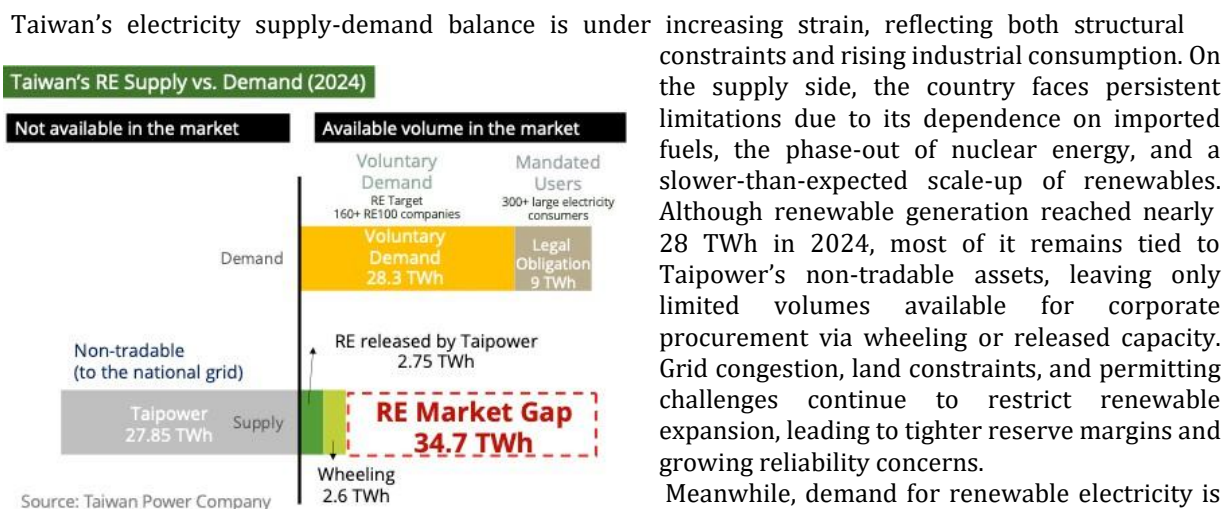 Taiwan’s electricity supply-demand balance is under increasing strain, reflecting both structural
Taiwan's RE Supply vs. Demand (2024)
Not available in the market
Available volume in the market
Voluntary
Demand
RE Target
160+ RE100 companies
Mandated
Users
300+ large electricity
consumers
Demand
Voluntary
Demand
28.3 TWh
Legal
Obligation
9 TWh
Non-tradable
(to the national grid)
RE released by Taipower
2.75 TWh
Taipower
27.85 TWh
Supply
RE Market Gap
34.7 TWh
Wheeling
2.6 TWh
Source: Taiwan Power Company
constraints and rising industrial consumption. On
the supply side, the country faces persistent
limitations due to its dependence on imported
fuels, the phase-out of nuclear energy, and a
slower-than-expected scale-up of renewables.
Although renewable generation reached nearly
28 TWh in 2024, most of it remains tied to
Taipower’s non-tradable assets, leaving only
limited volumes available for corporate
procurement via wheeling or released capacity.
Grid congestion, land constraints, and permitting
challenges continue to restrict renewable
expansion, leading to tighter reserve margins and
growing reliability concerns.
Meanwhile, demand for renewable electricity is